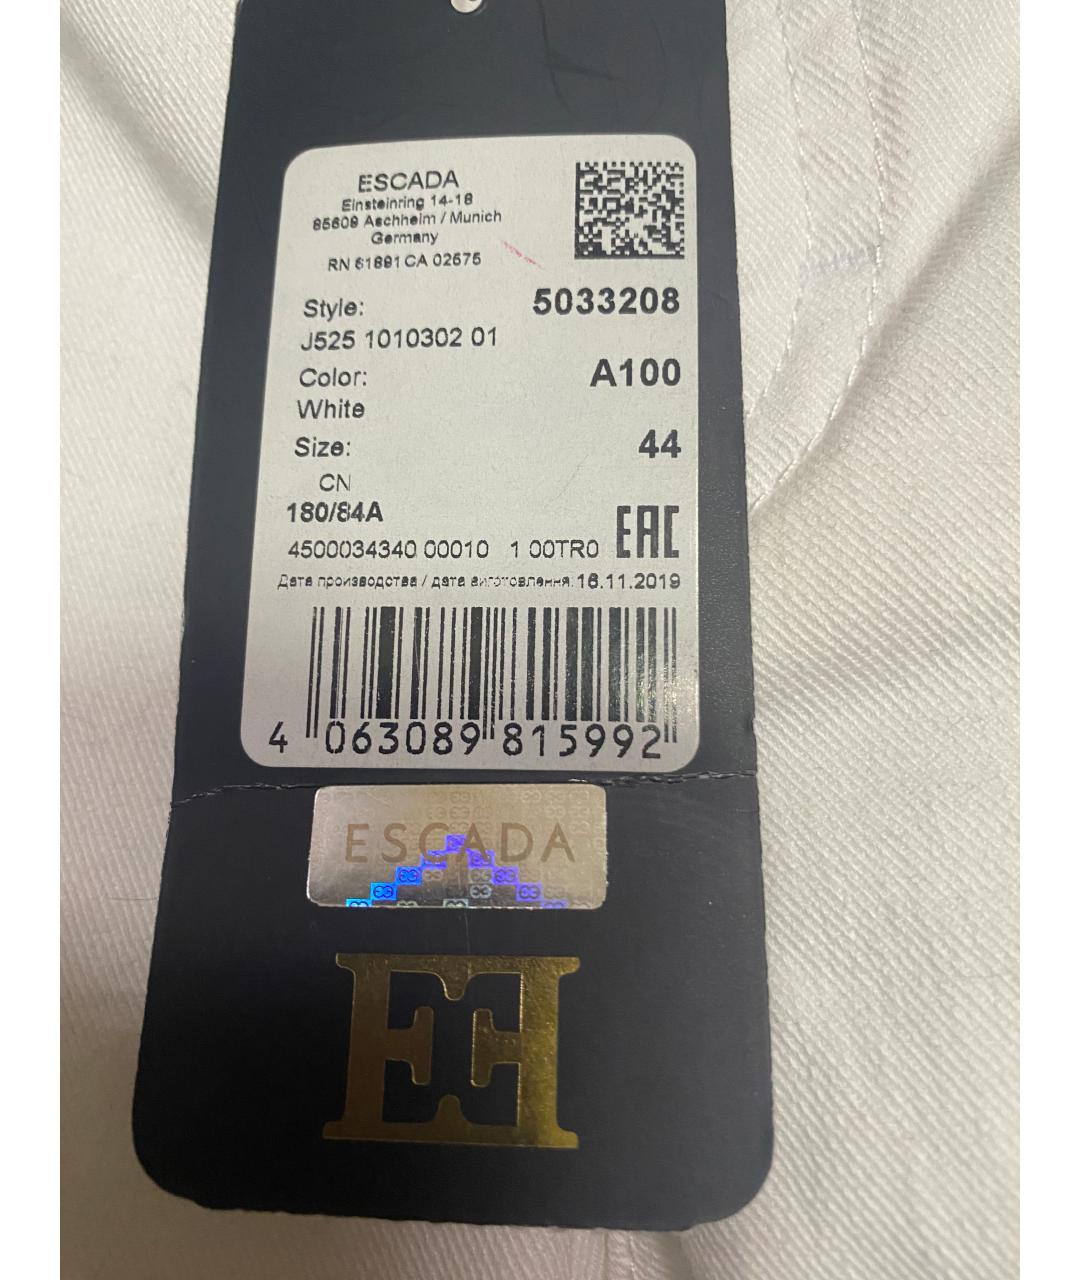 ESCADA
Einsteinring 14-18
85609 Aschheim / Munich
Germany
RN 61891 CA 02675
Style: 5033208
J525 1010302 01
Color: A100
White
Size: 44
CN
180/84A
EAC
4500034340 00010 1 00TR0
Дата производства / дата виготовлення: 16.11.2019
4 063089 815992
ESCADA